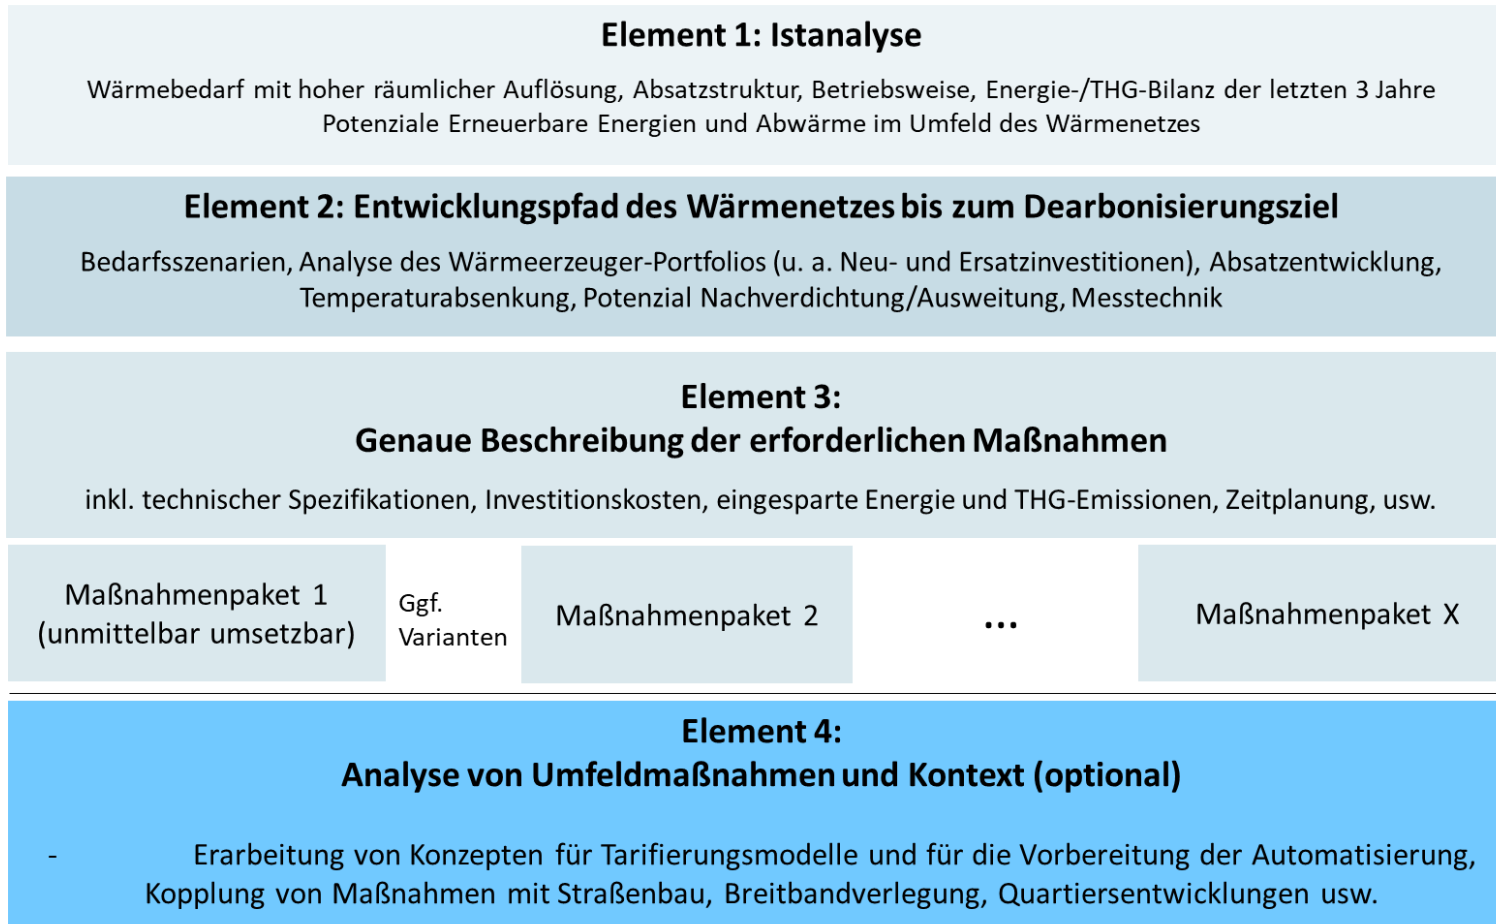 Element 1: Istanalyse
Wärmebedarf mit hoher räumlicher Auflösung, Absatzstruktur, Betriebsweise, Energie-/THG-Bilanz der letzten 3 Jahre
Potenziale Erneuerbare Energien und Abwärme im Umfeld des Wärmenetzes
Element 2: Entwicklungspfad des Wärmenetzes bis zum Dearbonisierungsziel
Bedarfsszenarien, Analyse des Wärmeerzeuger-Portfolios (u. a. Neu- und Ersatzinvestitionen), Absatzentwicklung,
Temperaturabsenkung, Potenzial Nachverdichtung/Ausweitung, Messtechnik
Element 3:
Genaue Beschreibung der erforderlichen Maßnahmen
inkl. technischer Spezifikationen, Investitionskosten, eingesparte Energie und THG-Emissionen, Zeitplanung, usw.
Maßnahmenpaket 1
(unmittelbar umsetzbar)
Ggf.
Varianten
Maßnahmenpaket 2
...
Maßnahmenpaket X
Element 4:
Analyse von Umfeldmaßnahmen und Kontext (optional)
- Erarbeitung von Konzepten für Tarifierungsmodelle und für die Vorbereitung der Automatisierung,
Kopplung von Maßnahmen mit Straßenbau, Breitbandverlegung, Quartiersentwicklungen usw.